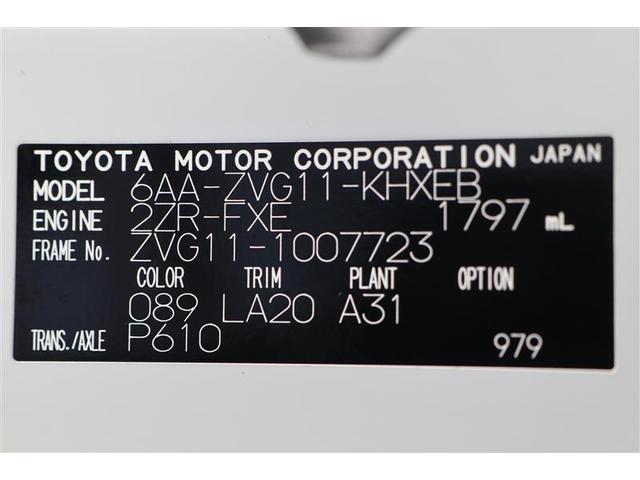 TOYOTA MOTOR CORPORATION JAPAN
MODEL 6AA-ZVG11-KHXEB
ENGINE 2ZR-FXE 1797 mL
FRAME No. ZVG11-1007723
COLOR TRIM PLANT OPTION
089 LA20 A31
TRANS./AXLE P610 979